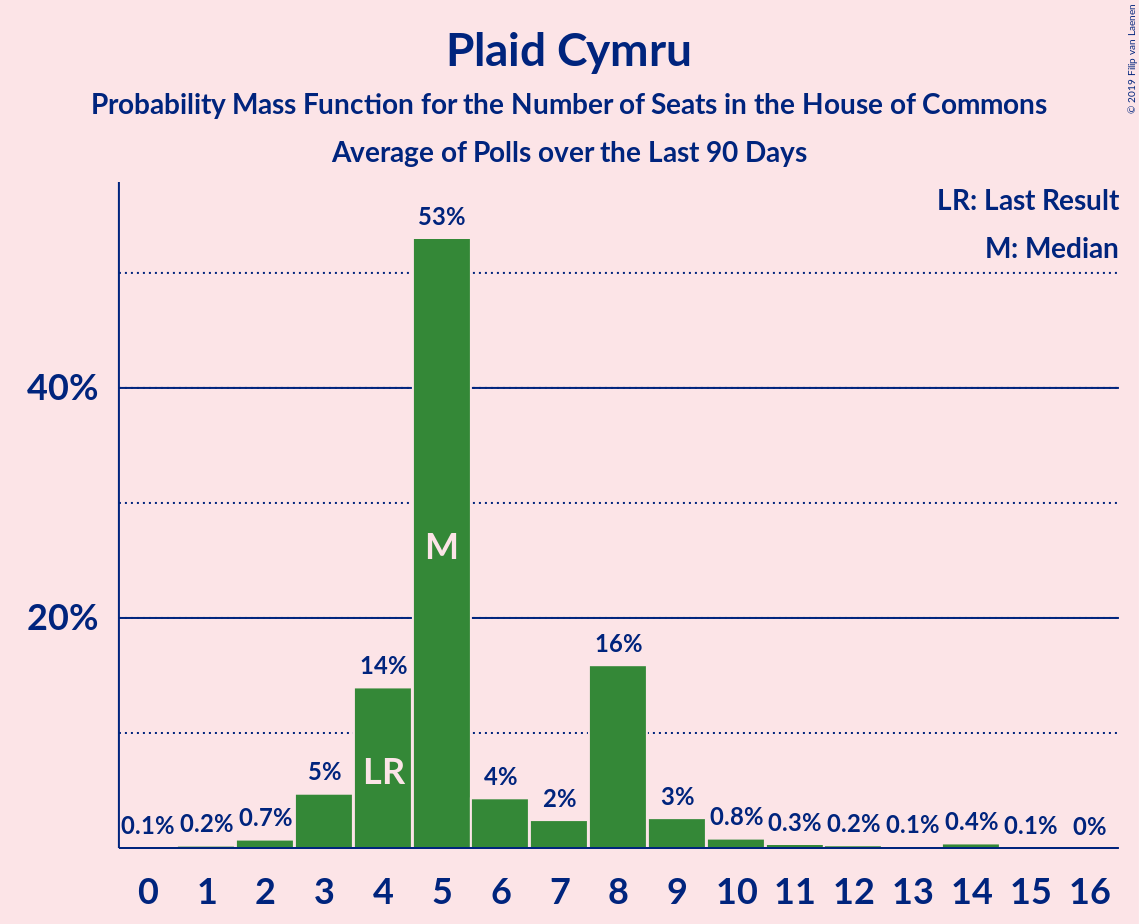 Plaid Cymru
Probability Mass Function for the Number of Seats in the House of Commons
Average of Polls over the Last 90 Days
© 2019 Filip van Laenen
LR: Last Result
M: Median
40%
20%
0.1% 0.2% 0.7% 5% 14% 53% 4% 2% 16% 3% 0.8% 0.3% 0.2% 0.1% 0.4% 0.1% 0%
M
LR
0 1 2 3 4 5 6 7 8 9 10 11 12 13 14 15 16